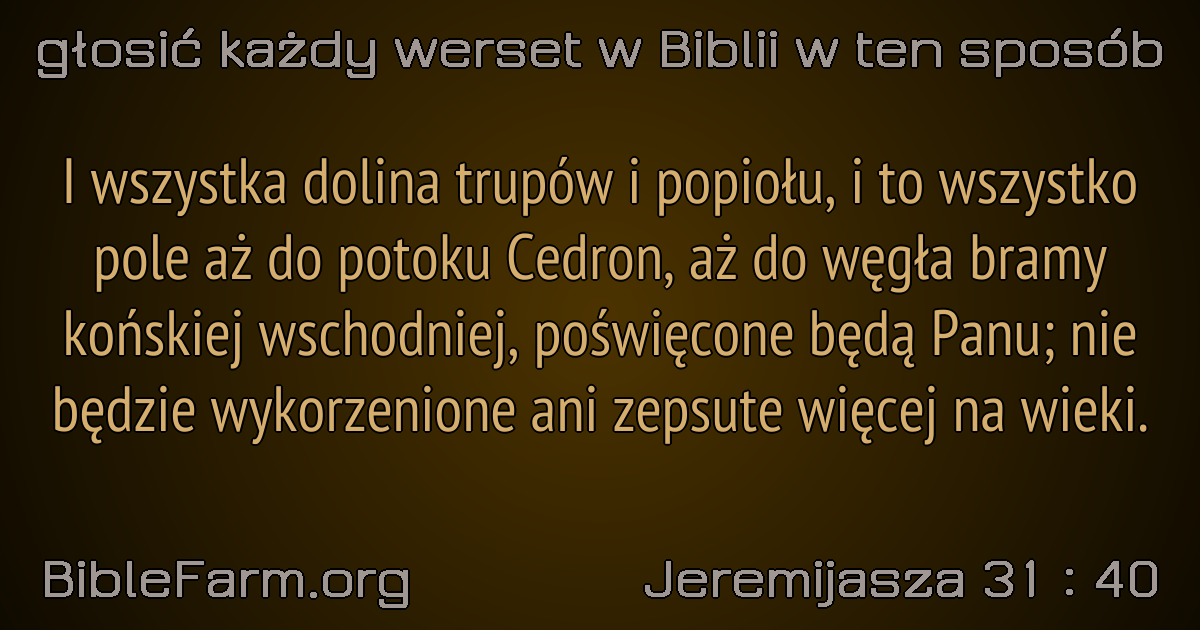 głosić każdy werset w Biblii w ten sposób
I wszystka dolina trupów i popiołu, i to wszystko
pole aż do potoku Cedron, aż do węgła bramy
końskiej wschodniej, poświęcone będą Panu; nie
będzie wykorzenione ani zepsute więcej na wieki.
BibleFarm.org
Jeremijasza 31 : 40